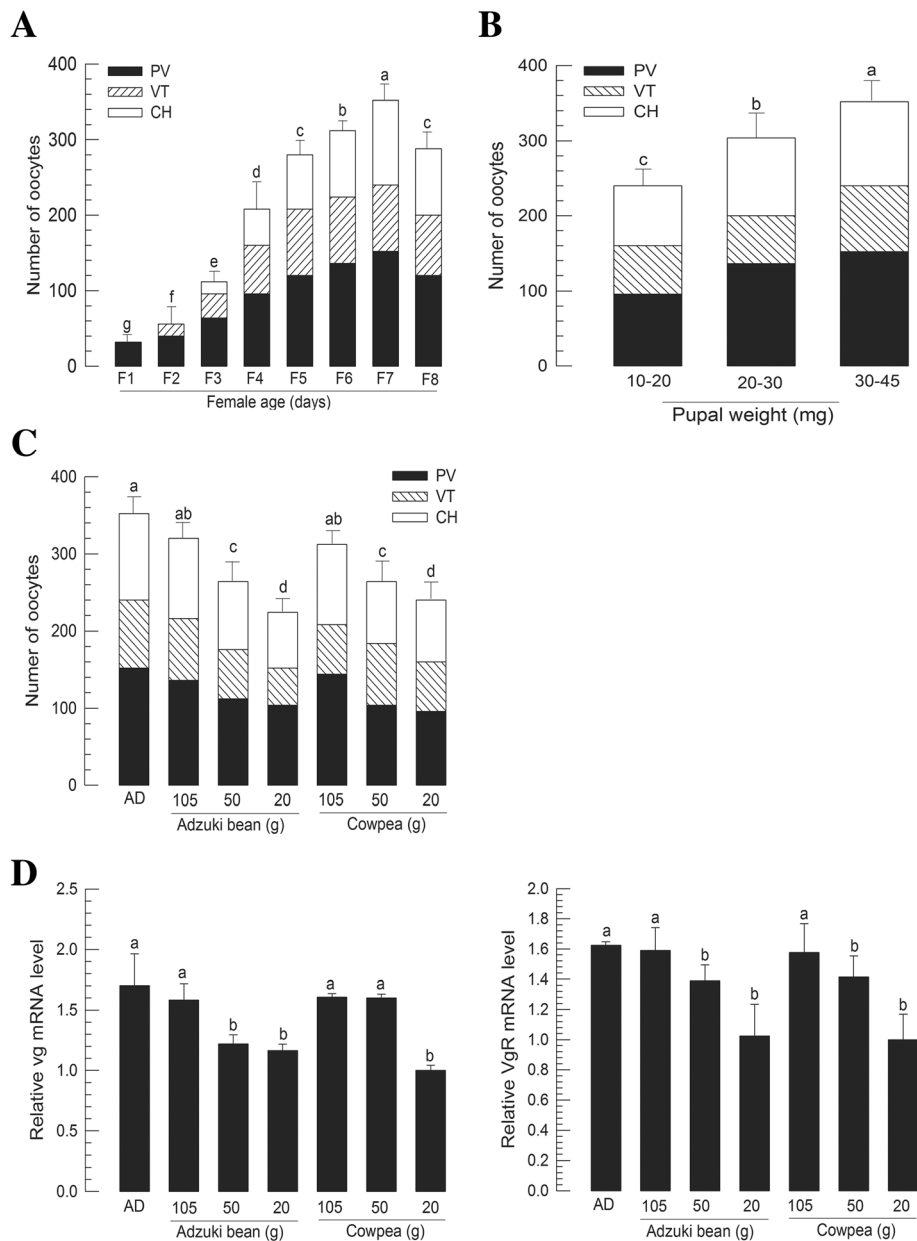 A
Number of oocytes
400
300
200
100
0
PV
VT
CH
g
f
e
d
c
b
a
c
F1 F2 F3 F4 F5 F6 F7 F8
Female age (days)
B
Numer of oocytes
400
300
200
100
0
PV
VT
CH
c
b
a
10-20 20-30 30-45
Pupal weight (mg)
C
Numer of oocytes
400
300
200
100
0
PV
VT
CH
a
ab
c
d
ab
c
d
AD 105 50 20 105 50 20
Adzuki bean (g) Cowpea (g)
D
Relative vg mRNA level
2.5
2.0
1.5
1.0
0.5
0.0
a
a
b
b
a
a
b
AD 105 50 20 105 50 20
Adzuki bean (g) Cowpea (g)
Relative VgR mRNA level
2.0
1.8
1.6
1.4
1.2
1.0
0.8
0.6
0.4
0.2
0.0
a
a
b
b
a
b
b
AD 105 50 20 105 50 20
Adzuki bean (g) Cowpea (g)